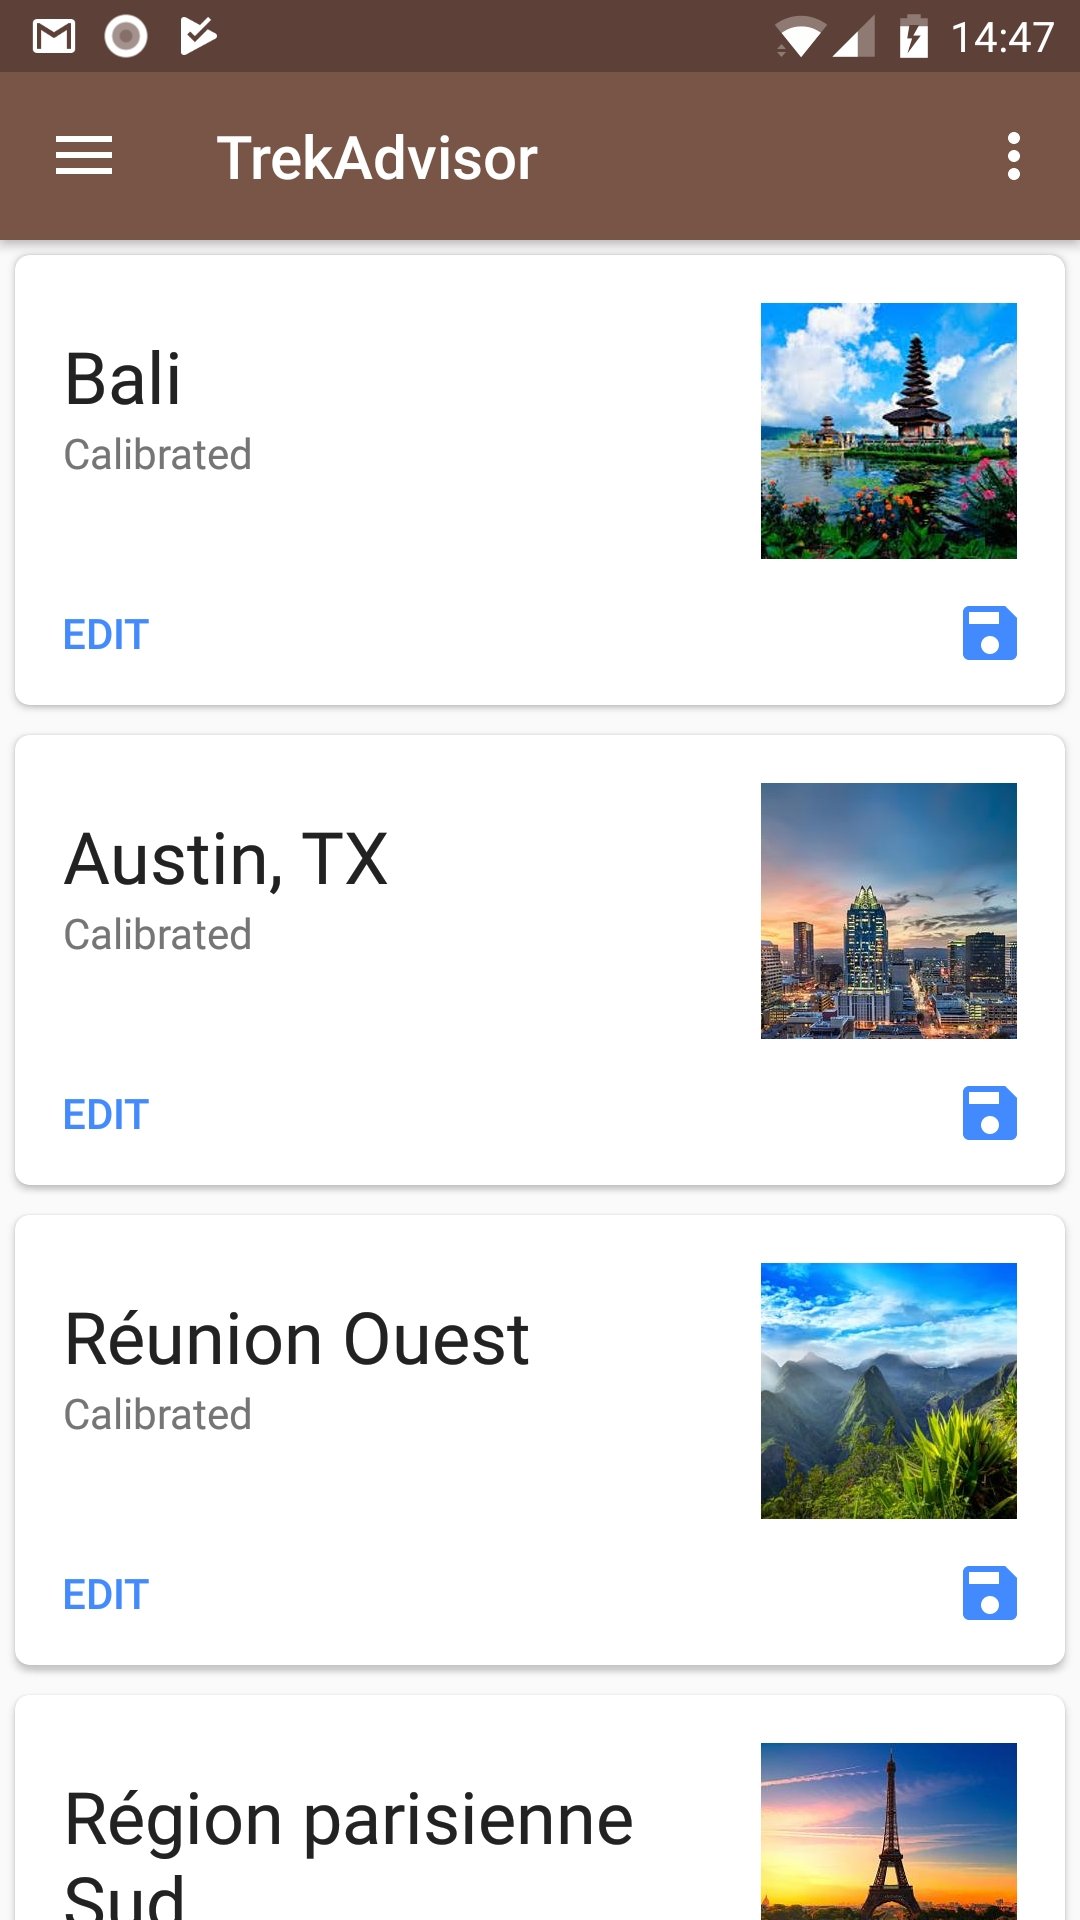 14:47
TrekAdvisor
Bali
Calibrated
EDIT
Austin, TX
Calibrated
EDIT
Réunion Ouest
Calibrated
EDIT
Région parisienne
Sud